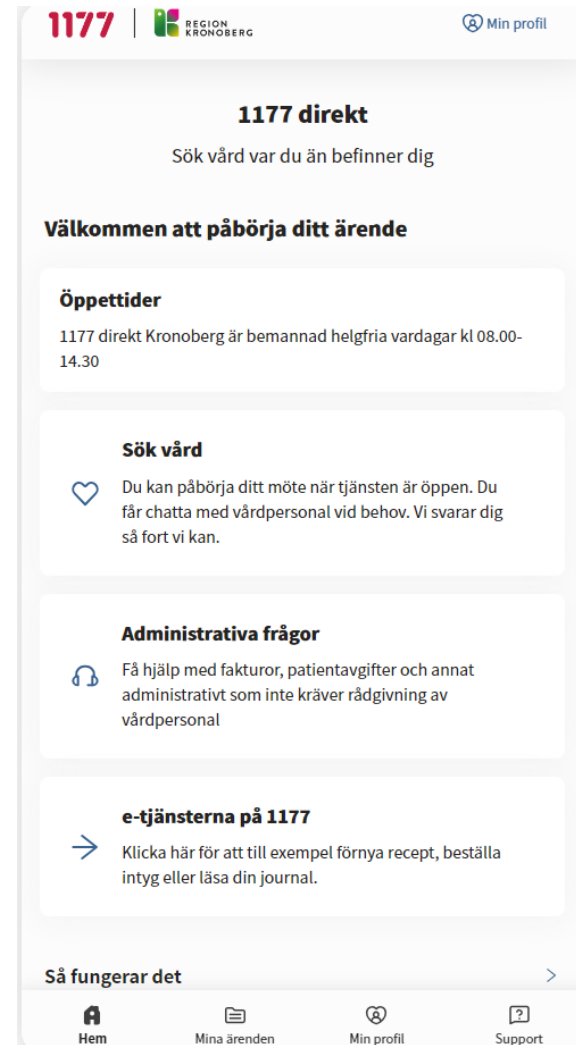 1177 REGION KRONOBERG Min profil
1177 direkt
Sök vård var du än befinner dig
Välkommen att påbörja ditt ärende
Öppettider
1177 direkt Kronoberg är bemannad helgfria vardagar kl 08.00-
14.30
Sök vård
Du kan påbörja ditt möte när tjänsten är öppen. Du
får chatta med vårdpersonal vid behov. Vi svarar dig
så fort vi kan.
Administrativa frågor
Få hjälp med fakturor, patientavgifter och annat
administrativt som inte kräver rådgivning av
vårdpersonal
e-tjänsterna på 1177
Klicka här för att till exempel förnya recept, beställa
intyg eller läsa din journal.
Så fungerar det
Hem Mina ärenden Min profil Support